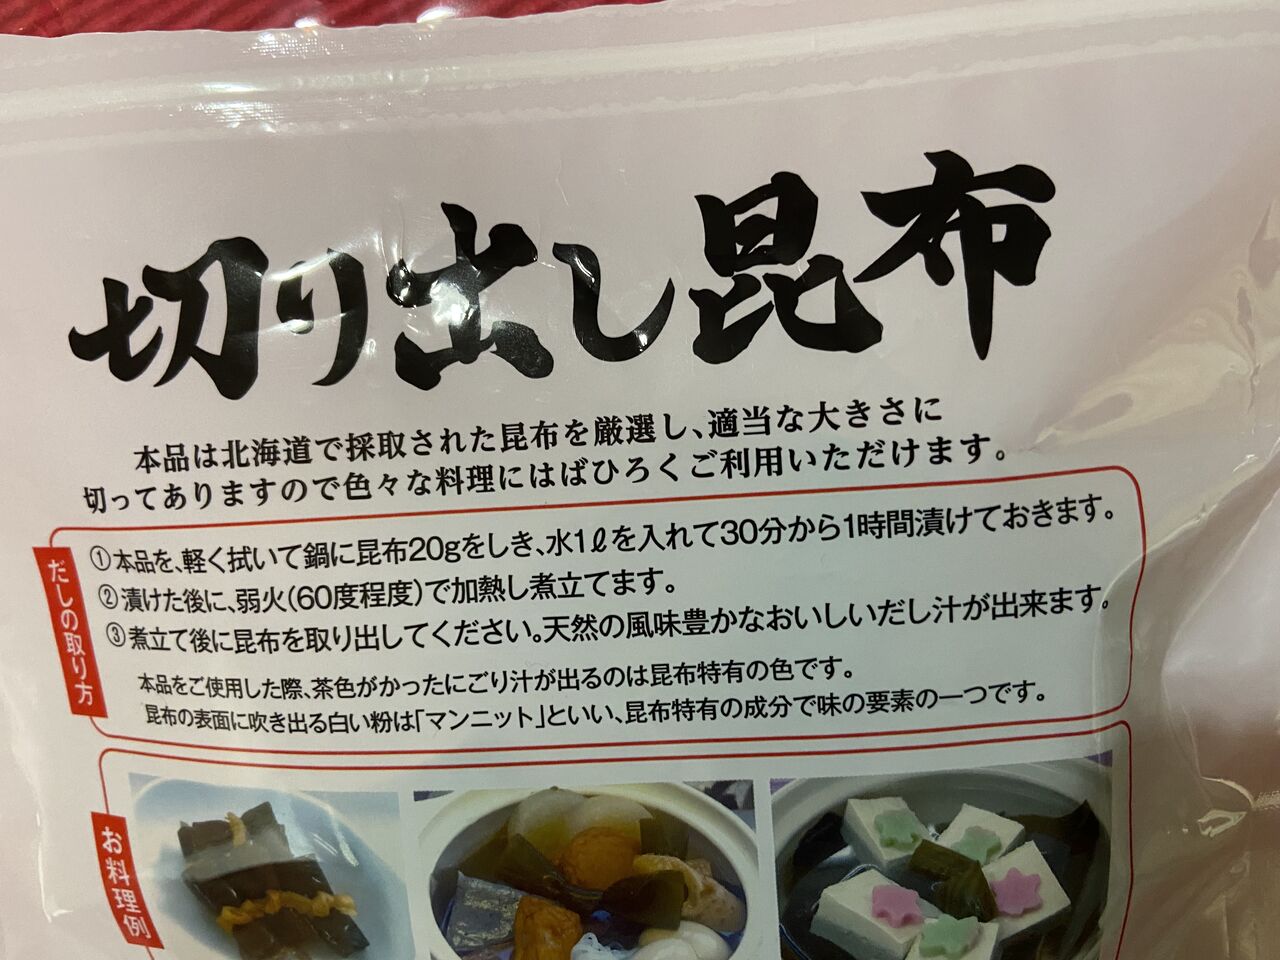 切り出し昆布
本品は北海道で採取された昆布を厳選し、適当な大きさに
切ってありますので色々な料理にはばひろくご利用いただけます。
だしの取り方
①本品を、軽く拭いて鍋に昆布20gをしき、水1ℓを入れて30分から1時間漬けておきます。
②漬けた後に、弱火(60度程度)で加熱し煮立てます。
③煮立て後に昆布を取り出してください。天然の風味豊かなおいしいだし汁が出来ます。
本品をご使用した際、茶色がかったにごり汁が出るのは昆布特有の色です。
昆布の表面に吹き出る白い粉は「マンニット」といい、昆布特有の成分で味の要素の一つです。
お料理例